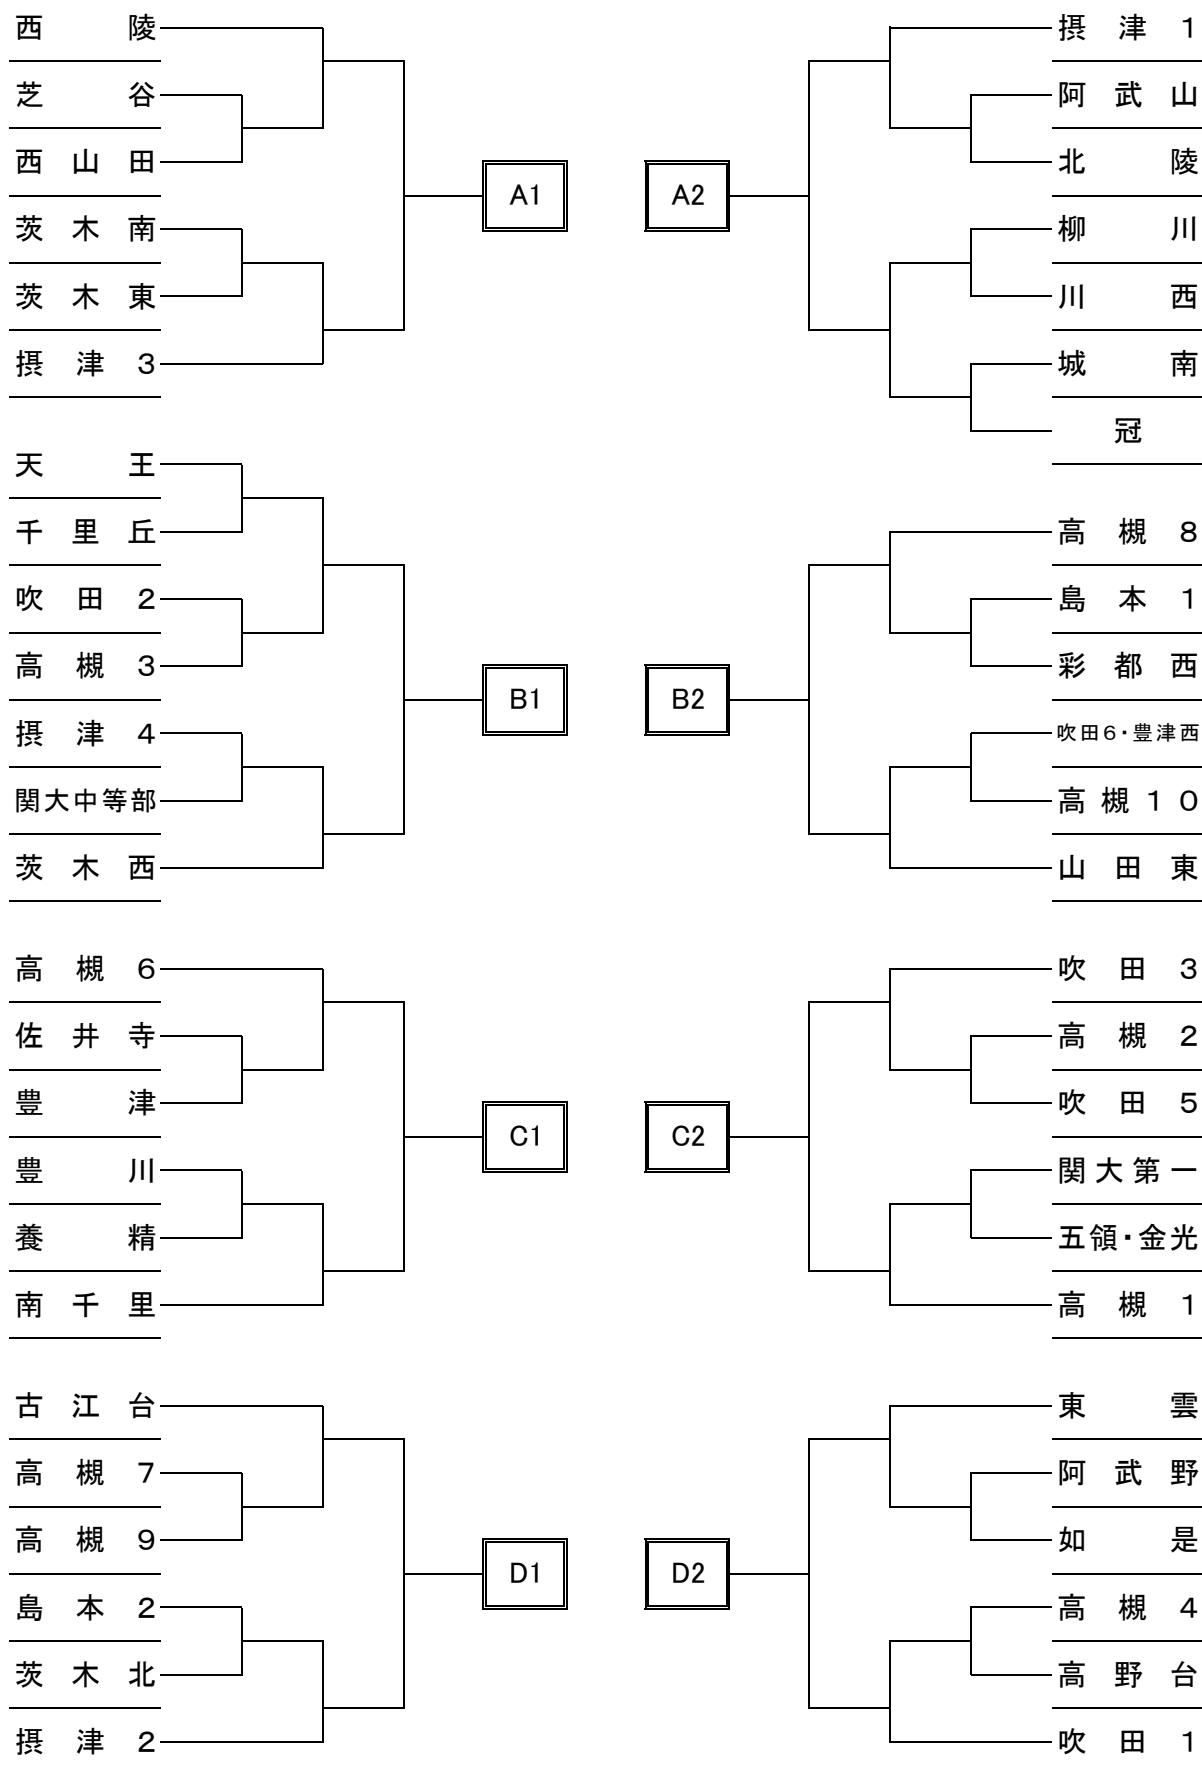 西陵
芝谷
西山田
茨木南
茨木東
摂津3
A1
A2
摂津1
阿武山
北陵
柳川
川西
城南
冠
天王
千里丘
吹田2
高槻3
摂津4
関大中等部
茨木西
B1
B2
高槻8
島本1
彩都西
吹田6・豊津西
高槻10
山田東
高槻6
佐井寺
豊津
豊川
養精
南千里
C1
C2
吹田3
高槻2
吹田5
関大第一
五領・金光
高槻1
古江台
高槻7
高槻9
島本2
茨木北
摂津2
D1
D2
東雲
阿武野
如是
高槻4
高野台
吹田1